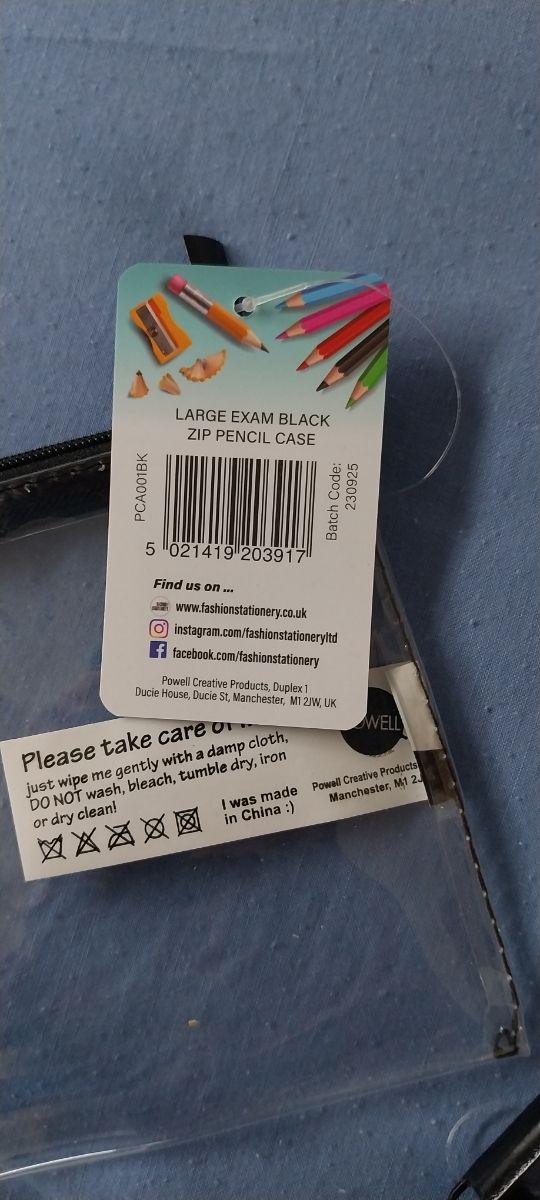 LARGE EXAM BLACK
ZIP PENCIL CASE
PCA001BK
Batch Code:
230925
5 021419 203917
Find us on ...
www.fashionstationery.co.uk
instagram.com/fashionstationeryltd
facebook.com/fashionstationery
Powell Creative Products, Duplex 1
Ducie House, Ducie St, Manchester, M1 2JW, UK
Please take care of
just wipe me gently with a damp cloth,
DO NOT wash, bleach, tumble dry, iron
or dry clean!
I was made
in China :)
OWELL
Powell Creative Products
Manchester, M1 2J